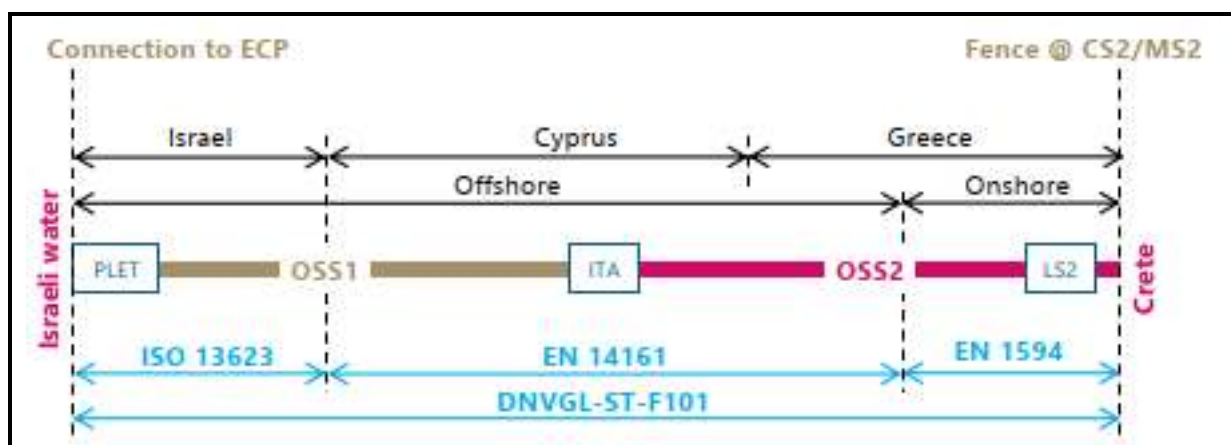 Connection to ECP
Fence @ CS2/MS2
Israel
Cyprus
Greece
Offshore
Onshore
Israeli water
PLET
OSS1
ITA
OSS2
LS2
Crete
ISO 13623
EN 14161
EN 1594
DNVGL-ST-F101